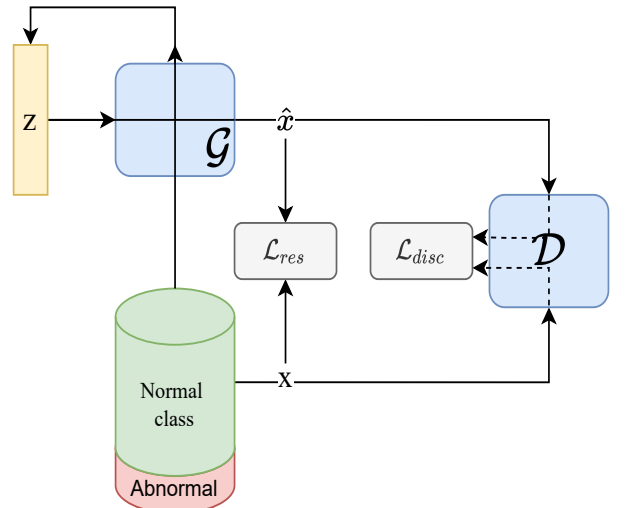 z
𝒢
x̂
ℒ_res
ℒ_disc
𝒟
Normal
class
x
Abnormal